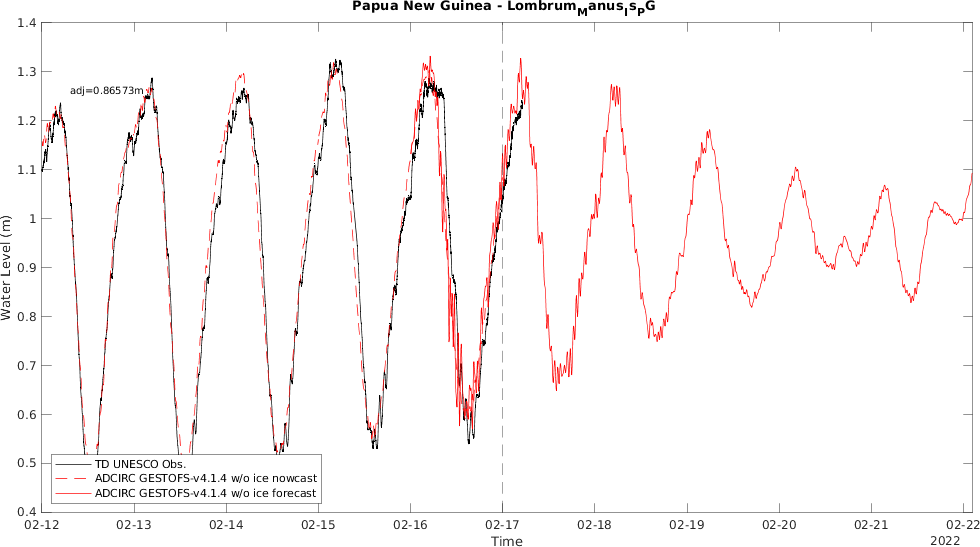 Papua New Guinea - Lombrum_Manus_Is_PG
1.4
1.3
adj=0.86573m
1.2
1.1
1
0.9
0.8
0.7
0.6
0.5
0.4
Water Level (m)
TD UNESCO Obs.
ADCIRC GESTOFS-v4.1.4 w/o ice nowcast
ADCIRC GESTOFS-v4.1.4 w/o ice forecast
02-12 02-13 02-14 02-15 02-16 02-17 02-18 02-19 02-20 02-21 02-22
Time
2022